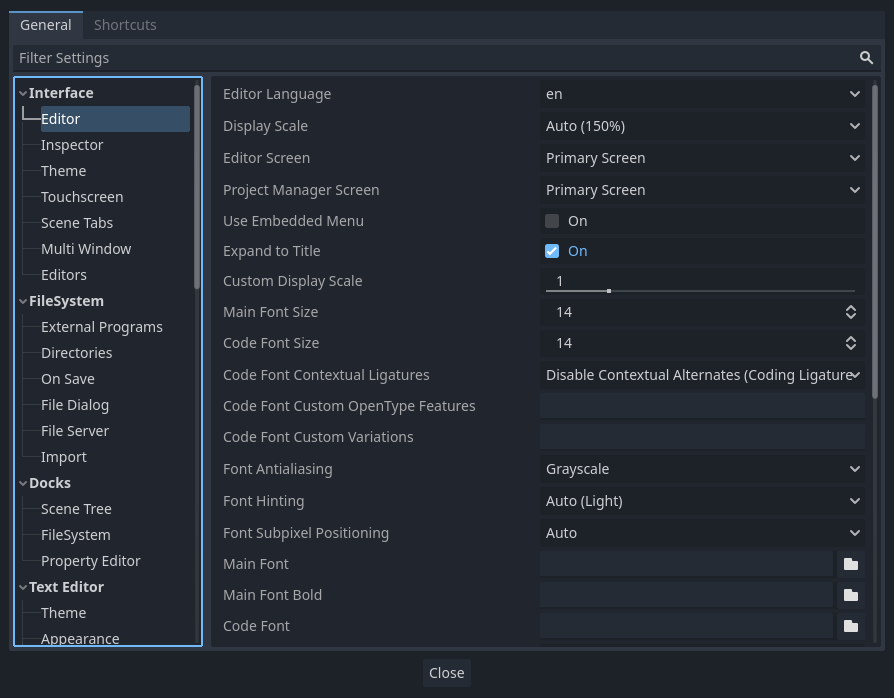 General Shortcuts
Filter Settings
Interface
Editor
Inspector
Theme
Touchscreen
Scene Tabs
Multi Window
Editors
FileSystem
External Programs
Directories
On Save
File Dialog
File Server
Import
Docks
Scene Tree
FileSystem
Property Editor
Text Editor
Theme
Appearance
Editor Language en
Display Scale Auto (150%)
Editor Screen Primary Screen
Project Manager Screen Primary Screen
Use Embedded Menu On
Expand to Title On
Custom Display Scale 1
Main Font Size 14
Code Font Size 14
Code Font Contextual Ligatures Disable Contextual Alternates (Coding Ligature
Code Font Custom OpenType Features
Code Font Custom Variations
Font Antialiasing Grayscale
Font Hinting Auto (Light)
Font Subpixel Positioning Auto
Main Font
Main Font Bold
Code Font
Close